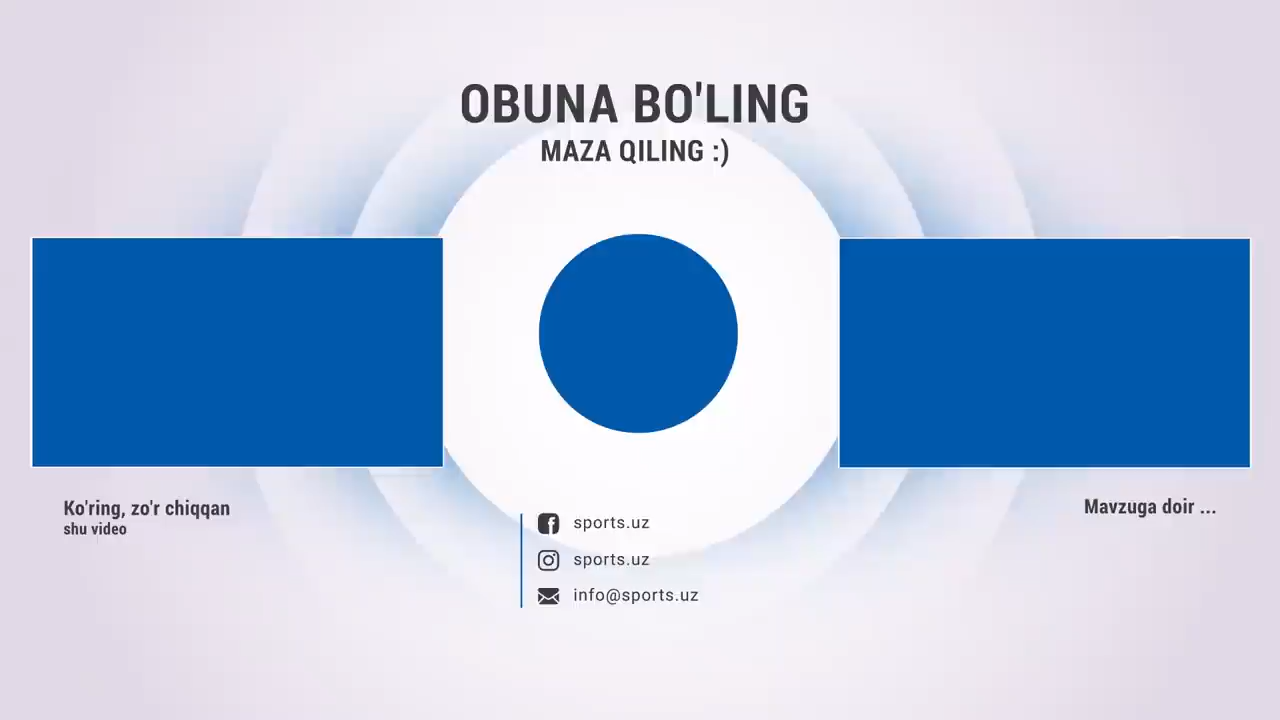 OBUNA BO'LING
MAZA QILING :)
Ko'ring, zo'r chiqqan
shu video
Mavzuga doir ...
sports.uz
sports.uz
info@sports.uz